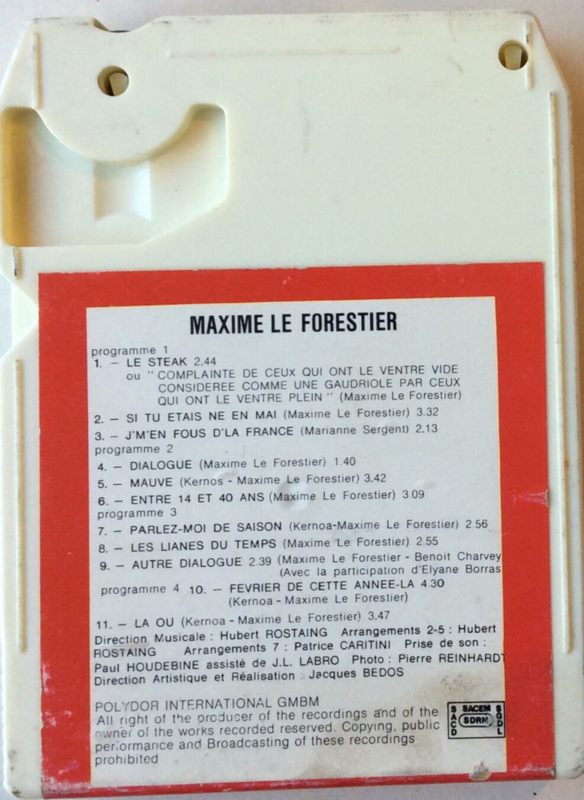 MAXIME LE FORESTIER
programme 1
1. – LE STEAK 2.44
ou " COMPLAINTE DE CEUX QUI ONT LE VENTRE VIDE
CONSIDEREE COMME UNE GAUDRIOLE PAR CEUX
QUI ONT LE VENTRE PLEIN " (Maxime Le Forestier)
2. – SI TU ETAIS NE EN MAI (Maxime Le Forestier) 3.32
3. – J'M'EN FOUS D'LA FRANCE (Marianne Sergent) 2.13
programme 2
4. – DIALOGUE (Maxime Le Forestier) 1.40
5. – MAUVE (Kernos - Maxime Le Forestier) 3.42
6. – ENTRE 14 ET 40 ANS (Maxime Le Forestier) 3.09
programme 3
7. – PARLEZ-MOI DE SAISON (Kernoa-Maxime Le Forestier) 2.56
8. – LES LIANES DU TEMPS (Maxime Le Forestier) 2.55
9. – AUTRE DIALOGUE 2.39 (Maxime Le Forestier - Benoit Charvey
(Avec la participation d'Elyane Borras
programme 4 10. – FEVRIER DE CETTE ANNEE-LA 4.30
(Kernoa - Maxime Le Forestier)
11. – LA OU (Kernoa - Maxime Le Forestier) 3.47
Direction Musicale : Hubert ROSTAING Arrangements 2-5 : Hubert
ROSTAING Arrangements 7 : Patrice CARITINI Prise de son :
Paul HOUDEBINE assisté de J.L. LABRO Photo : Pierre REINHARDT
Direction Artistique et Réalisation : Jacques BEDOS
POLYDOR INTERNATIONAL GMBM
All right of the producer of the recordings and of the
owner of the works recorded reserved. Copying, public
performance and Broadcasting of these recordings
prohibited
SACD SACEM SDRM SGDL